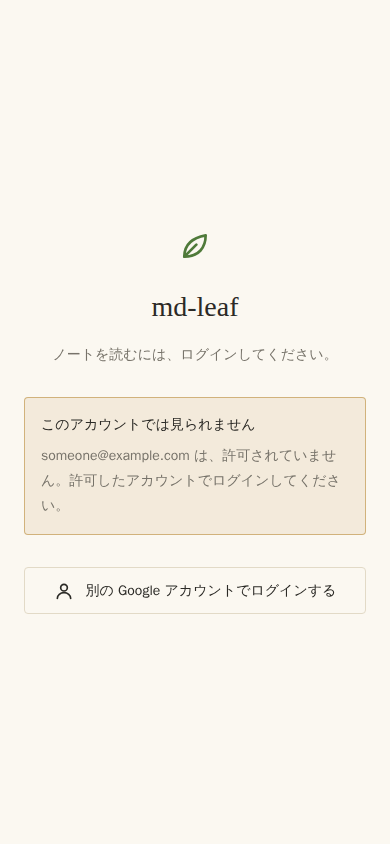 md-leaf
ノートを読むには、ログインしてください。
このアカウントでは見られません
someone@example.com は、許可されていませ
ん。許可したアカウントでログインしてくださ
い。
別の Google アカウントでログインする